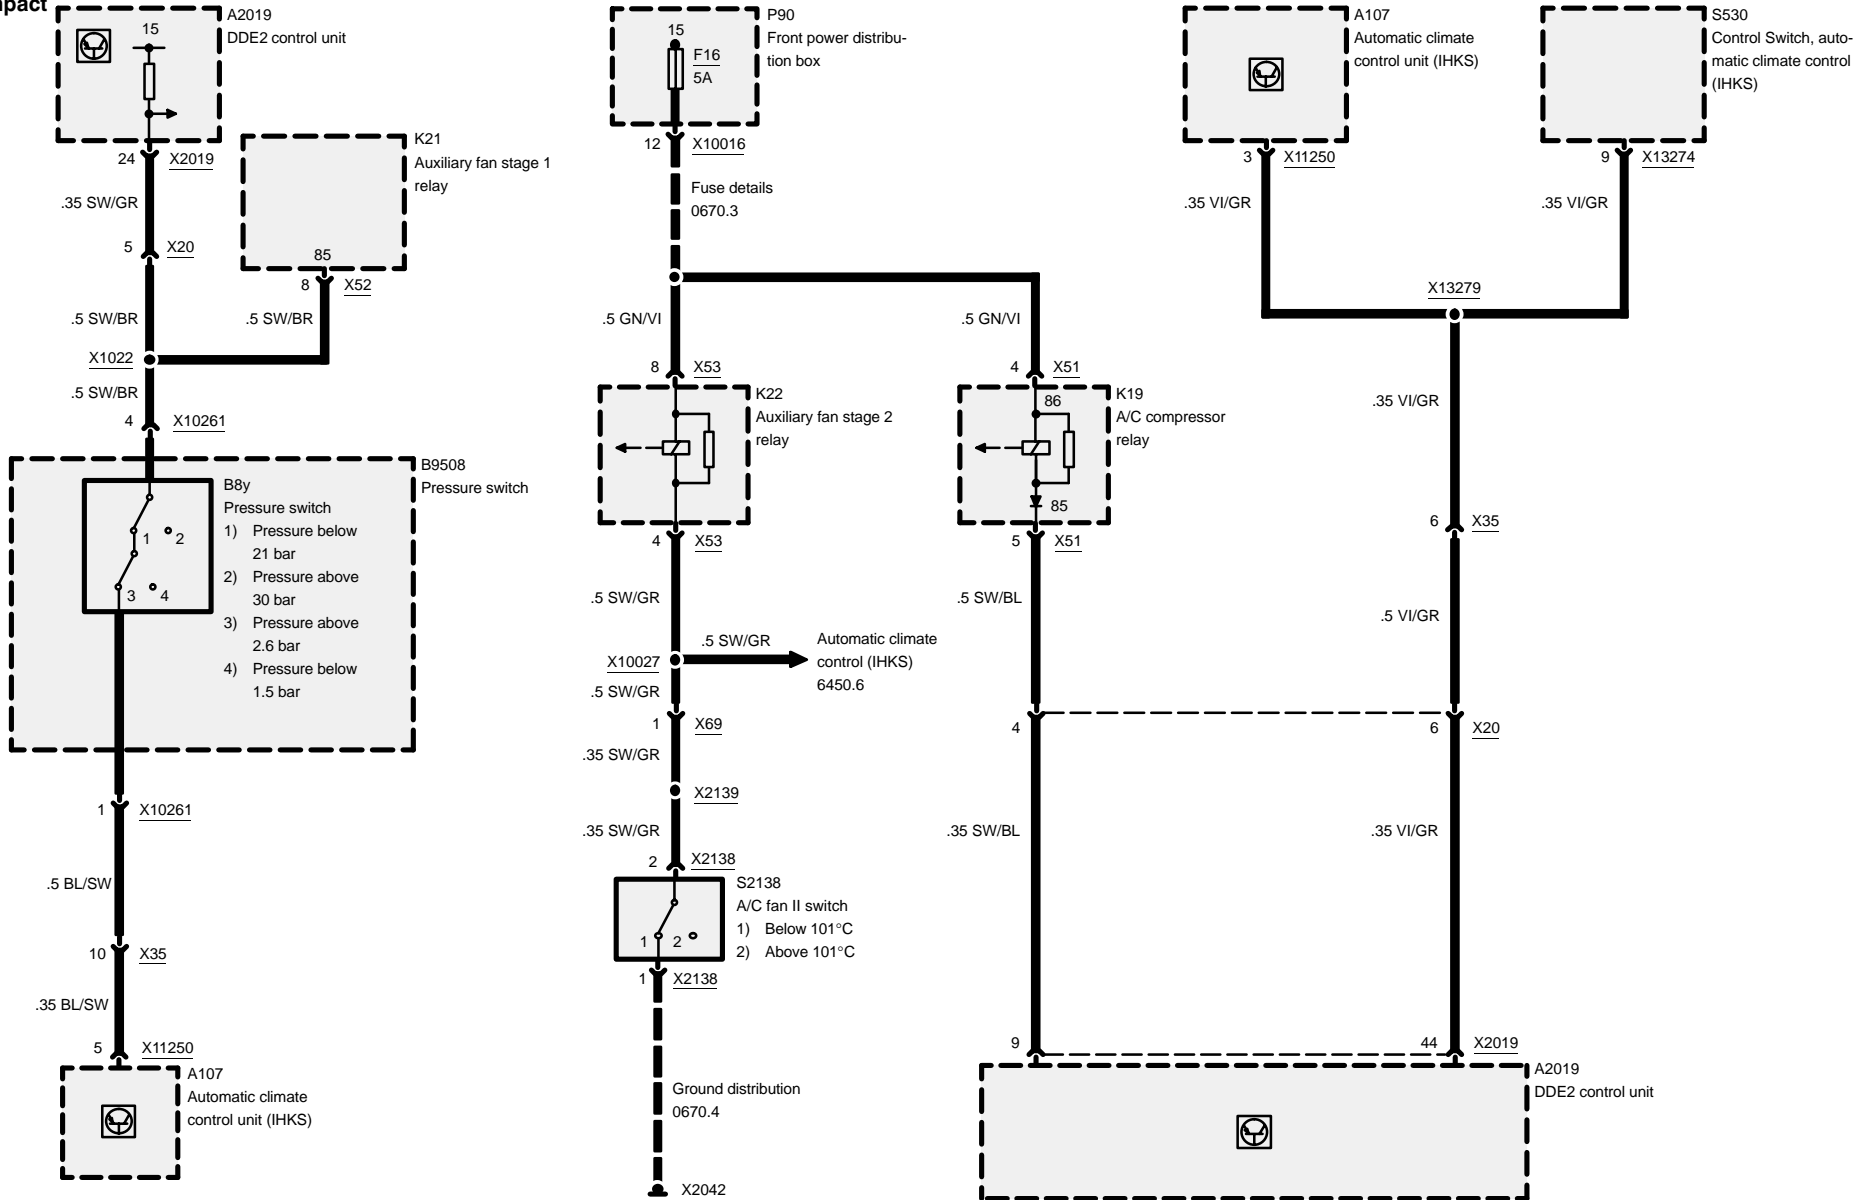 A2019
DDE2 control unit
15
24
X2019
.35 SW/GR
5
X20
K21
Auxiliary fan stage 1
relay
85
8
X52
.5 SW/BR
.5 SW/BR
X1022
.5 SW/BR
4
X10261
B9508
Pressure switch
B8y
Pressure switch
1) Pressure below
21 bar
2) Pressure above
30 bar
3) Pressure above
2.6 bar
4) Pressure below
1.5 bar
1
2
3
4
1
X10261
.5 BL/SW
10
X35
.35 BL/SW
5
X11250
A107
Automatic climate
control unit (IHKS)
P90
Front power distribu-
tion box
15
F16
5A
12
X10016
Fuse details
0670.3
.5 GN/VI
.5 GN/VI
8
X53
K22
Auxiliary fan stage 2
relay
4
X53
.5 SW/GR
X10027
.5 SW/GR
Automatic climate
control (IHKS)
6450.6
.5 SW/GR
1
X69
.35 SW/GR
X2139
.35 SW/GR
2
X2138
S2138
A/C fan II switch
1) Below 101°C
2) Above 101°C
1
2
1
X2138
Ground distribution
0670.4
X2042
4
X51
K19
A/C compressor
relay
86
85
5
X51
.5 SW/BL
4
.35 SW/BL
9
A107
Automatic climate
control unit (IHKS)
3
X11250
.35 VI/GR
S530
Control Switch, auto-
matic climate control
(IHKS)
9
X13274
.35 VI/GR
X13279
.35 VI/GR
6
X35
.5 VI/GR
6
X20
.35 VI/GR
44
X2019
A2019
DDE2 control unit